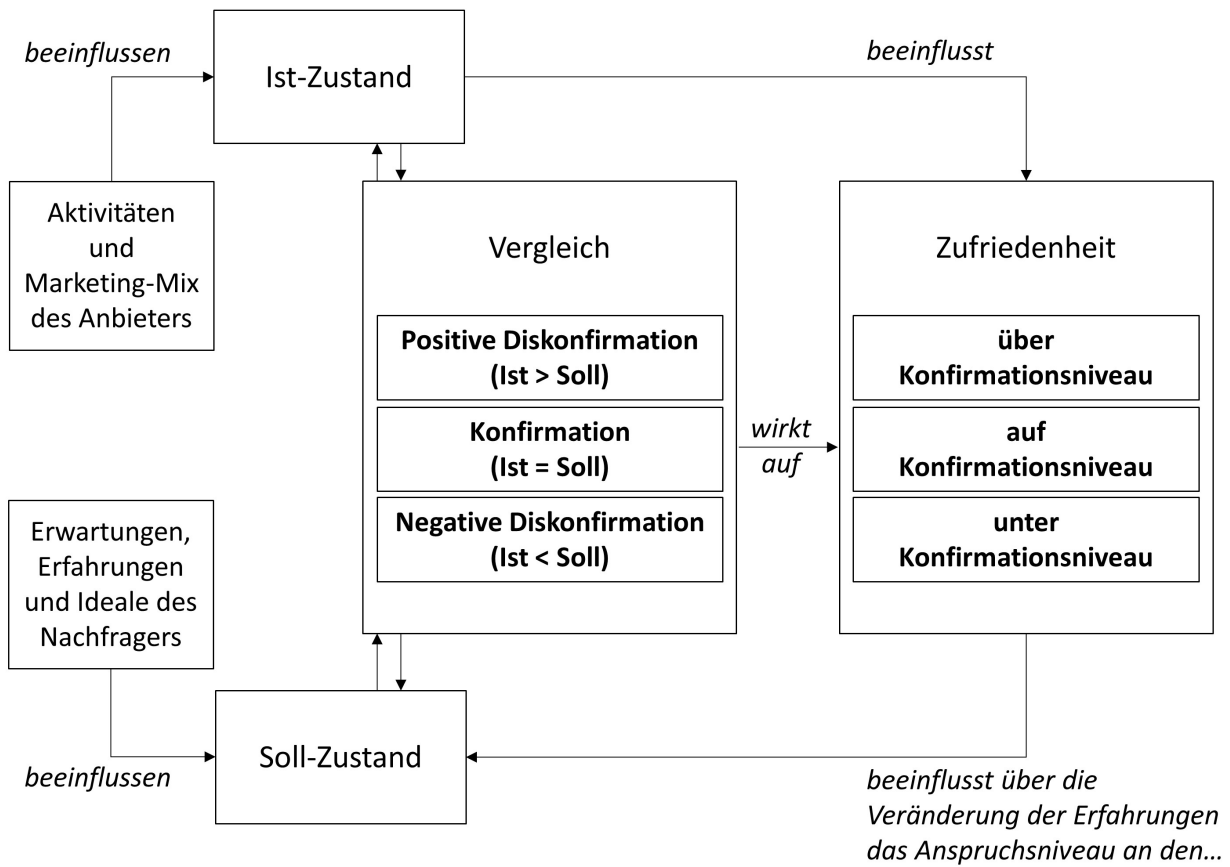 beeinflussen
Ist-Zustand
beeinflusst
Aktivitäten
und
Marketing-Mix
des Anbieters
Vergleich
Positive Diskonfirmation
(Ist > Soll)
Konfirmation
(Ist = Soll)
Negative Diskonfirmation
(Ist < Soll)
wirkt
auf
Zufriedenheit
über
Konfirmationsniveau
auf
Konfirmationsniveau
unter
Konfirmationsniveau
Erwartungen,
Erfahrungen
und Ideale des
Nachfragers
beeinflussen
Soll-Zustand
beeinflusst über die
Veränderung der Erfahrungen
das Anspruchsniveau an den...